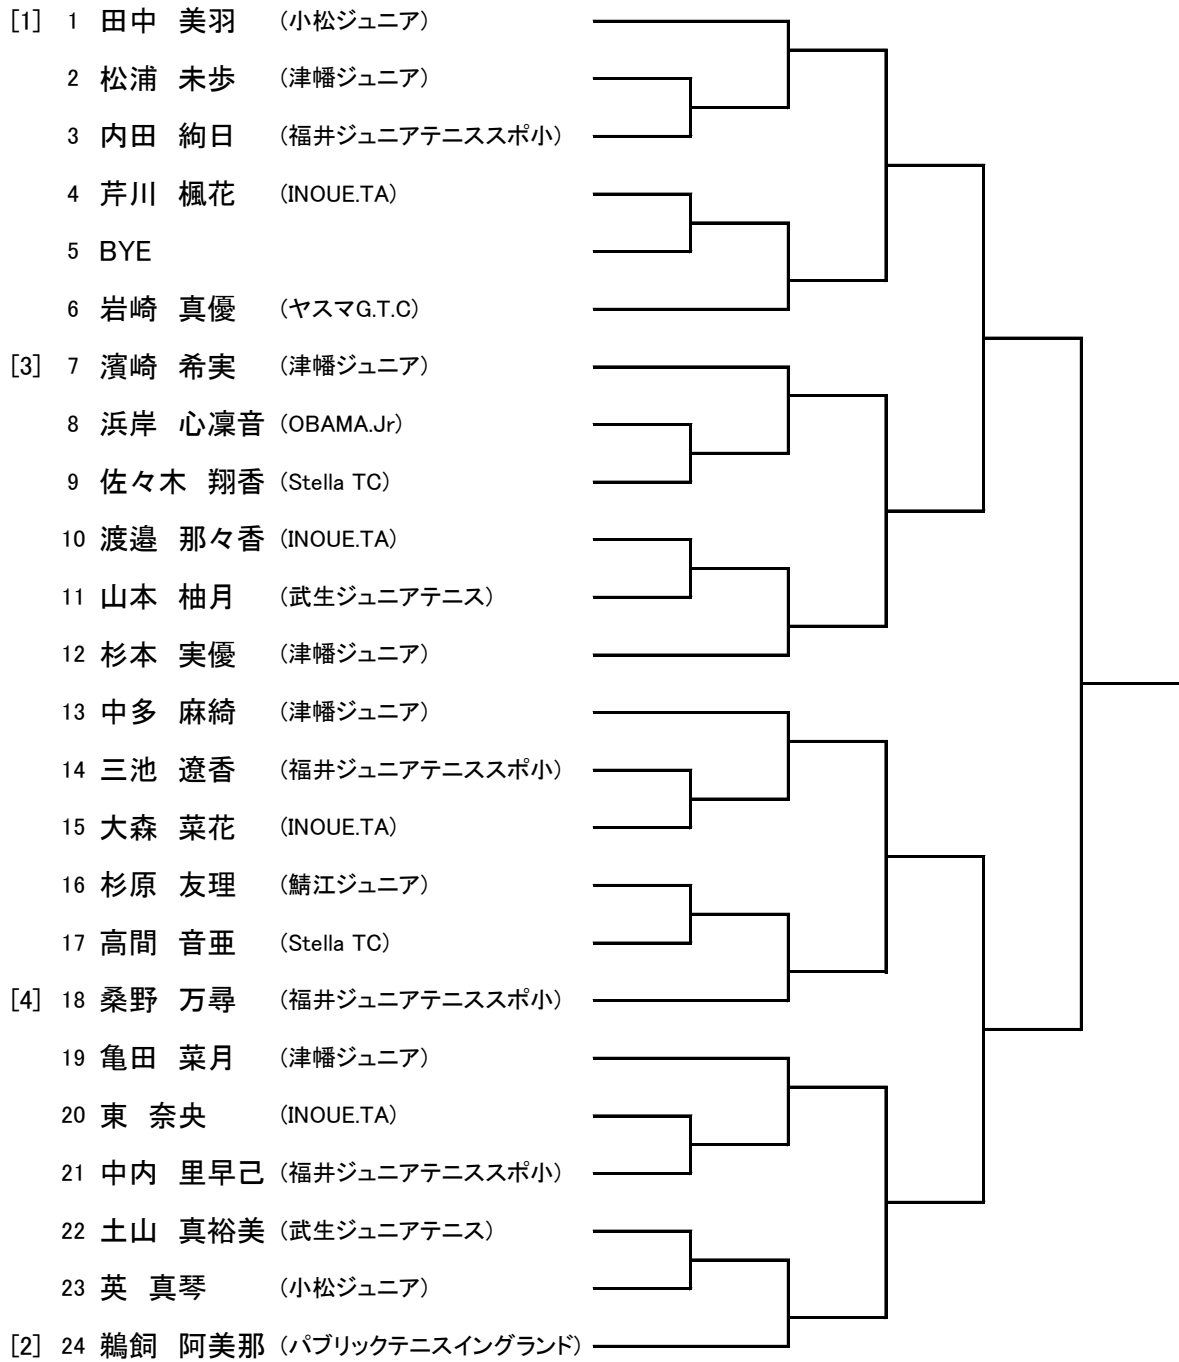 [1] 1 田中 美羽 (小松ジュニア)
2 松浦 未歩 (津幡ジュニア)
3 内田 絢日 (福井ジュニアテニススポ小)
4 芹川 楓花 (INOUE.TA)
5 BYE
6 岩崎 真優 (ヤスマG.T.C)
[3] 7 濱崎 希実 (津幡ジュニア)
8 浜岸 心凜音 (OBAMA.Jr)
9 佐々木 翔香 (Stella TC)
10 渡邉 那々香 (INOUE.TA)
11 山本 柚月 (武生ジュニアテニス)
12 杉本 実優 (津幡ジュニア)
13 中多 麻綺 (津幡ジュニア)
14 三池 遼香 (福井ジュニアテニススポ小)
15 大森 菜花 (INOUE.TA)
16 杉原 友理 (鯖江ジュニア)
17 高間 音亜 (Stella TC)
[4] 18 桑野 万尋 (福井ジュニアテニススポ小)
19 亀田 菜月 (津幡ジュニア)
20 東 奈央 (INOUE.TA)
21 中内 里早己 (福井ジュニアテニススポ小)
22 土山 真裕美 (武生ジュニアテニス)
23 英 真琴 (小松ジュニア)
[2] 24 鵜飼 阿美那 (パブリックテニスイングランド)